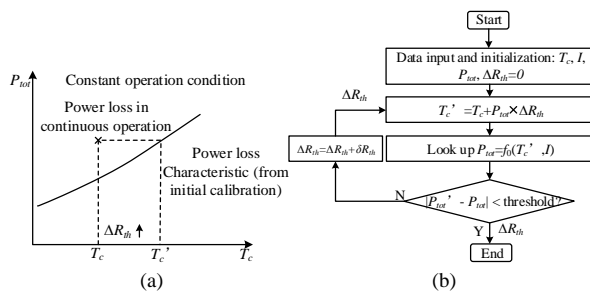 P_tot
Constant operation condition
Power loss in
continuous operation
Power loss
Characteristic (from
initial calibration)
ΔR_th ↑
T_c
T_c'
T_c
(a)
Start
Data input and initialization: T_c, I,
P_tot, ΔR_th=0
ΔR_th
T_c'=T_c+P_tot×ΔR_th
ΔR_th=ΔR_th+δR_th
Look up P_tot=f_0(T_c',I)
N
|P_tot' - P_tot| < threshold?
Y
ΔR_th
End
(b)